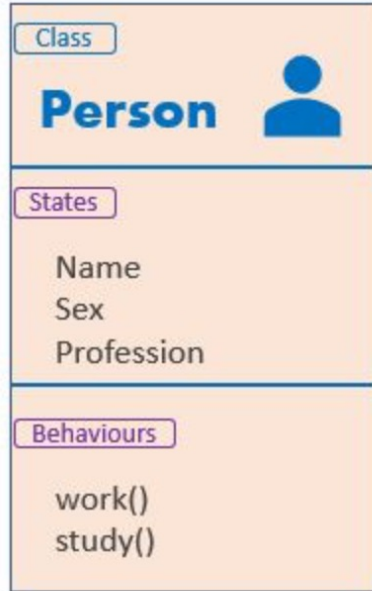 Class
Person
States
Name
Sex
Profession
Behaviours
work()
study()